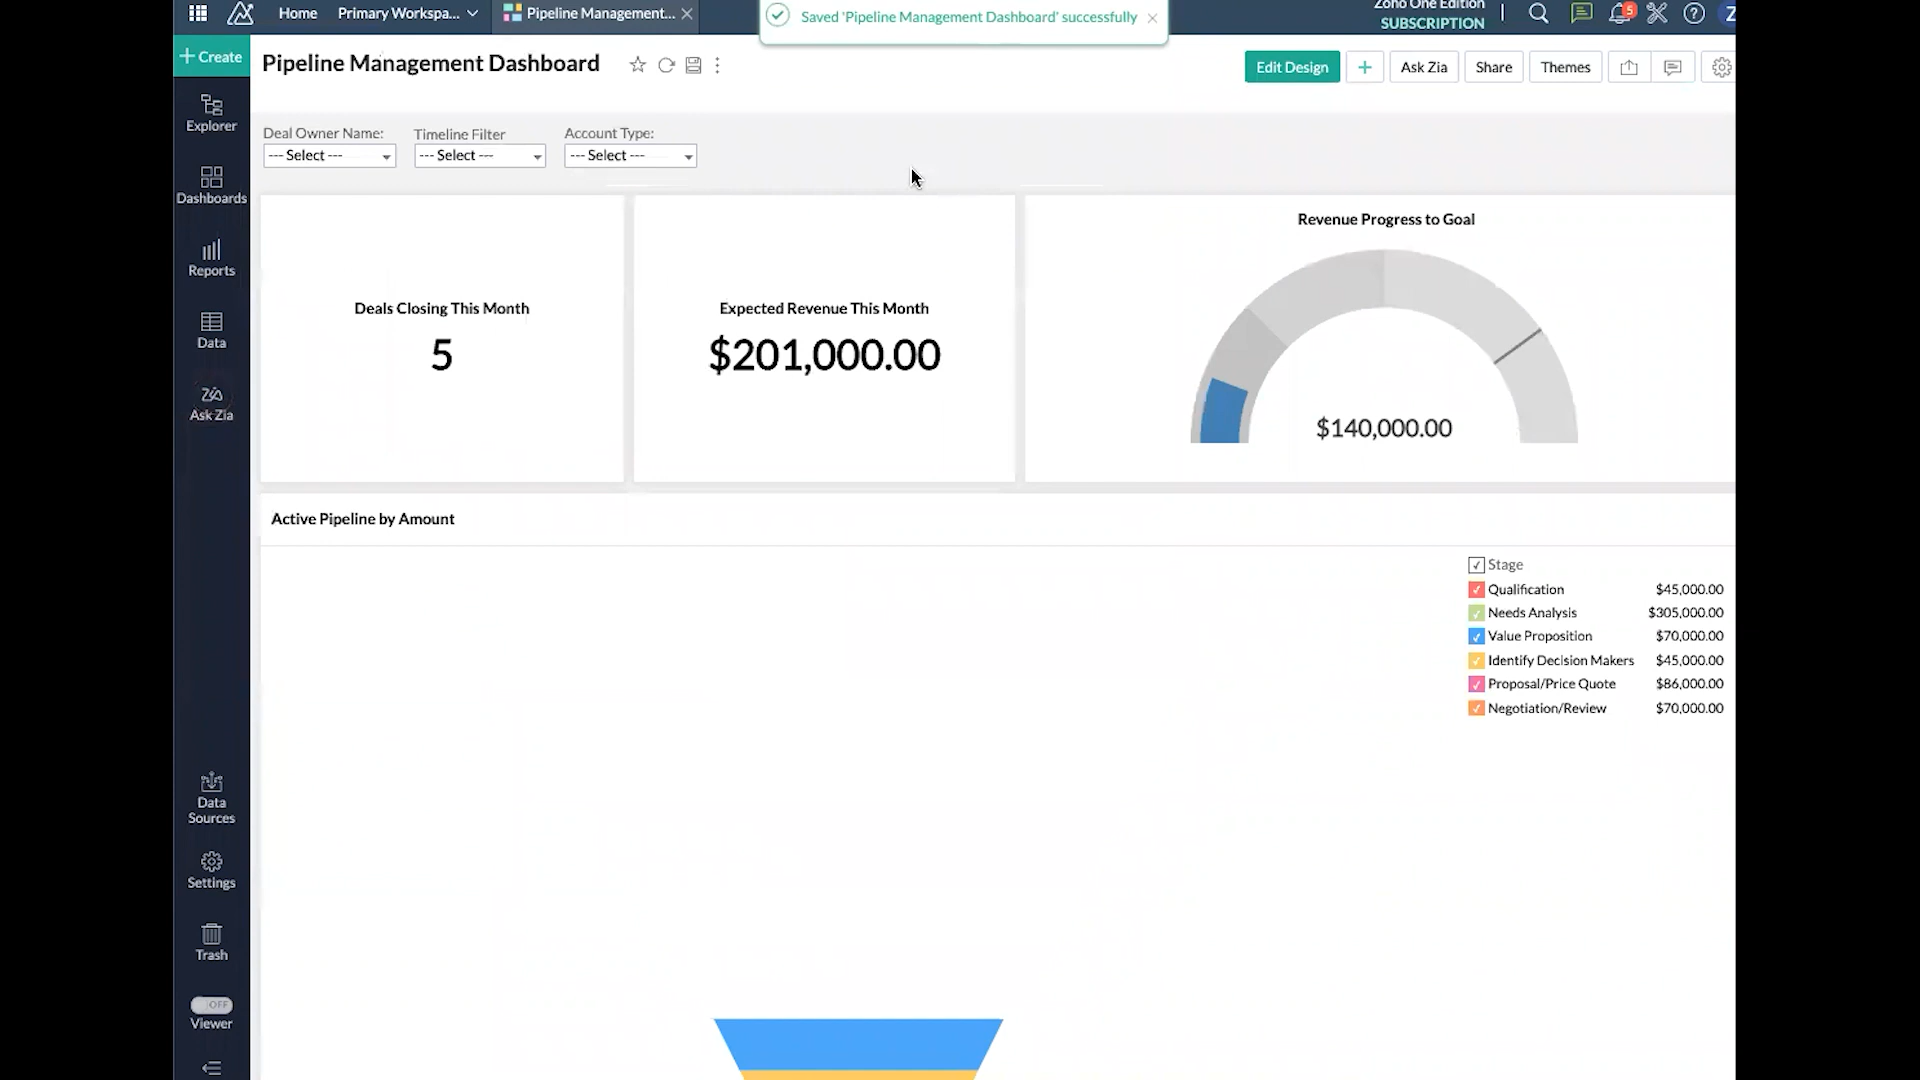 Home
Primary Workspa...
Pipeline Management...
Saved 'Pipeline Management Dashboard' successfully
Zoho One Edition
SUBSCRIPTION
5
Z
Create
Pipeline Management Dashboard
Edit Design
Ask Zia
Share
Themes
Explorer
Dashboards
Reports
Data
Ask Zia
Data
Sources
Settings
Trash
OFF
Viewer
Deal Owner Name:
--- Select ---
Timeline Filter
--- Select ---
Account Type:
--- Select ---
Deals Closing This Month
5
Expected Revenue This Month
$201,000.00
Revenue Progress to Goal
$140,000.00
Active Pipeline by Amount
Stage
Qualification $45,000.00
Needs Analysis $305,000.00
Value Proposition $70,000.00
Identify Decision Makers $45,000.00
Proposal/Price Quote $86,000.00
Negotiation/Review $70,000.00